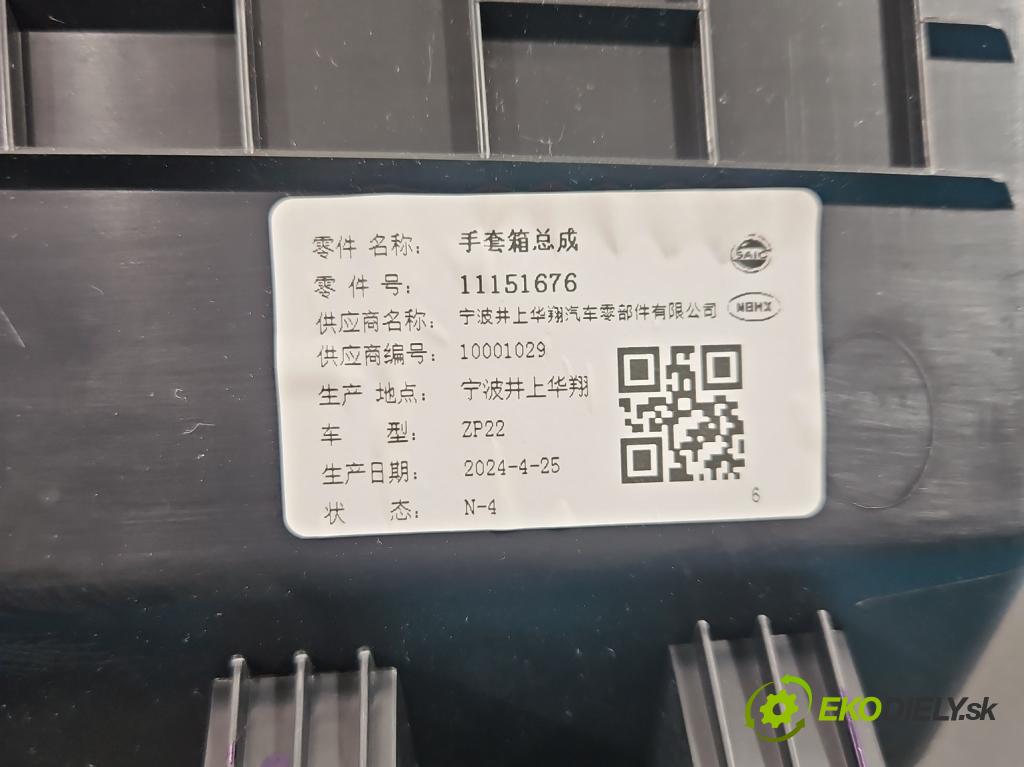 零件 名称： 手套箱总成
SAIC
零 件 号： 11151676
供应商名称： 宁波井上华翔汽车零部件有限公司
NBHX
供应商编号： 10001029
生产 地点： 宁波井上华翔
车 型： ZP22
生产日期： 2024-4-25
状 态： N-4
6
EKODIELY.sk